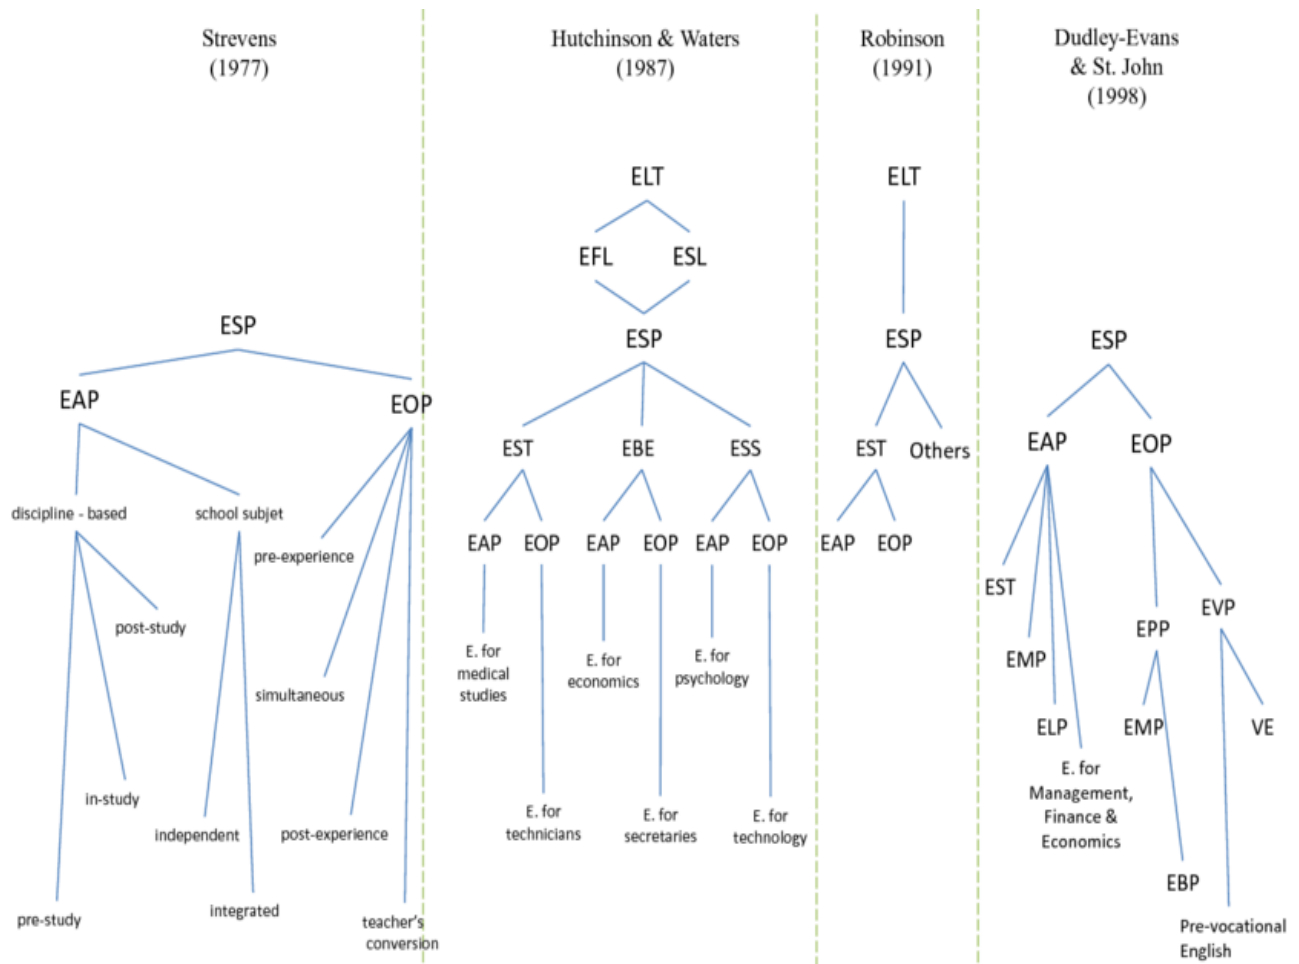 Strevens
(1977)
Hutchinson & Waters
(1987)
Robinson
(1991)
Dudley-Evans
& St. John
(1998)
ESP
EAP
EOP
discipline - based
school subjet
pre-experience
post-study
simultaneous
in-study
independent
post-experience
pre-study
integrated
teacher's
conversion
ELT
EFL
ESL
ESP
EST
EBE
ESS
EAP
EOP
EAP
EOP
EAP
EOP
E. for
medical
studies
E. for
economics
E. for
psychology
E. for
technicians
E. for
secretaries
E. for
technology
ELT
ESP
EST
Others
EAP
EOP
ESP
EAP
EOP
EST
EVP
EPP
EMP
ELP
EMP
VE
E. for
Management,
Finance &
Economics
EBP
Pre-vocational
English